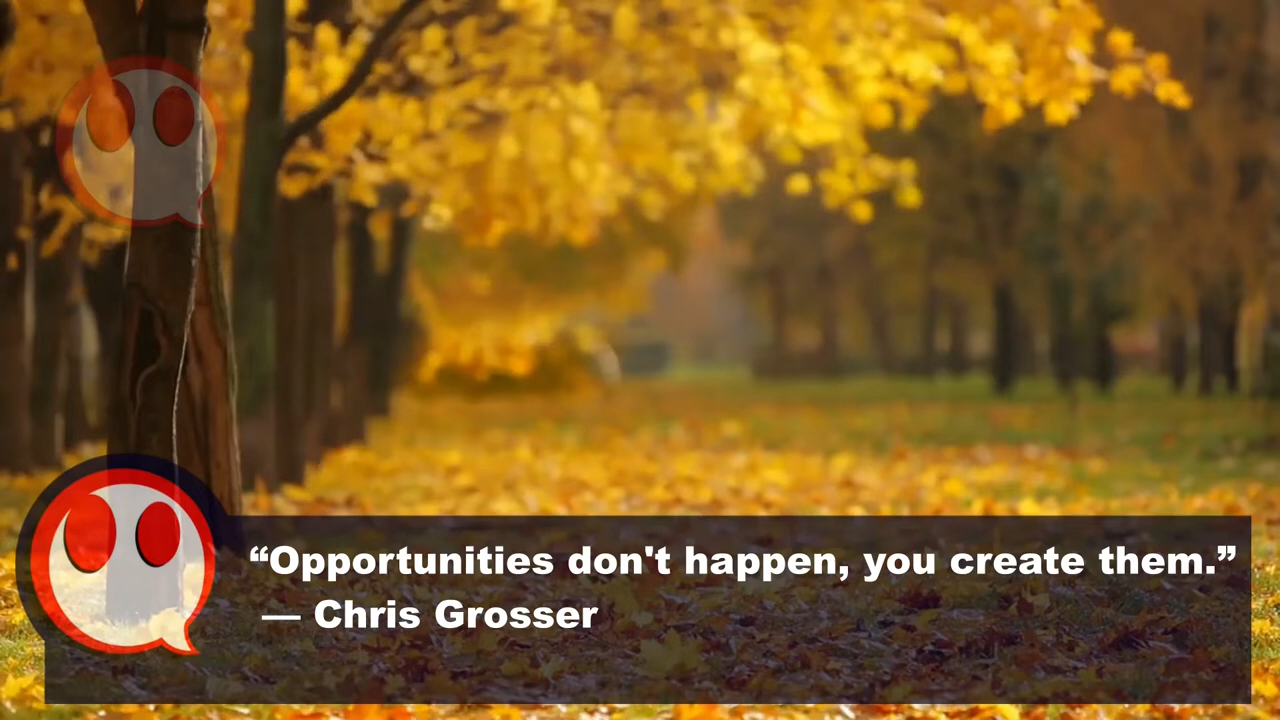 “Opportunities don't happen, you create them.”
— Chris Grosser